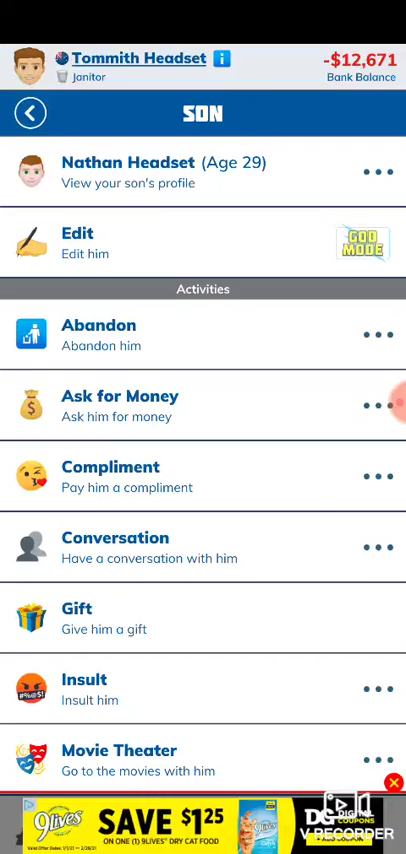 Tommith Headset
Janitor
-$12,671
Bank Balance
SON
Nathan Headset (Age 29)
View your son's profile
Edit
Edit him
GOD
MODE
Activities
Abandon
Abandon him
Ask for Money
Ask him for money
Compliment
Pay him a compliment
Conversation
Have a conversation with him
Gift
Give him a gift
Insult
Insult him
Movie Theater
Go to the movies with him
9Lives
SAVE $1.25
ON ONE (1) 9LIVES® DRY CAT FOOD
DG DIGITAL
COUPONS
V RECORDER